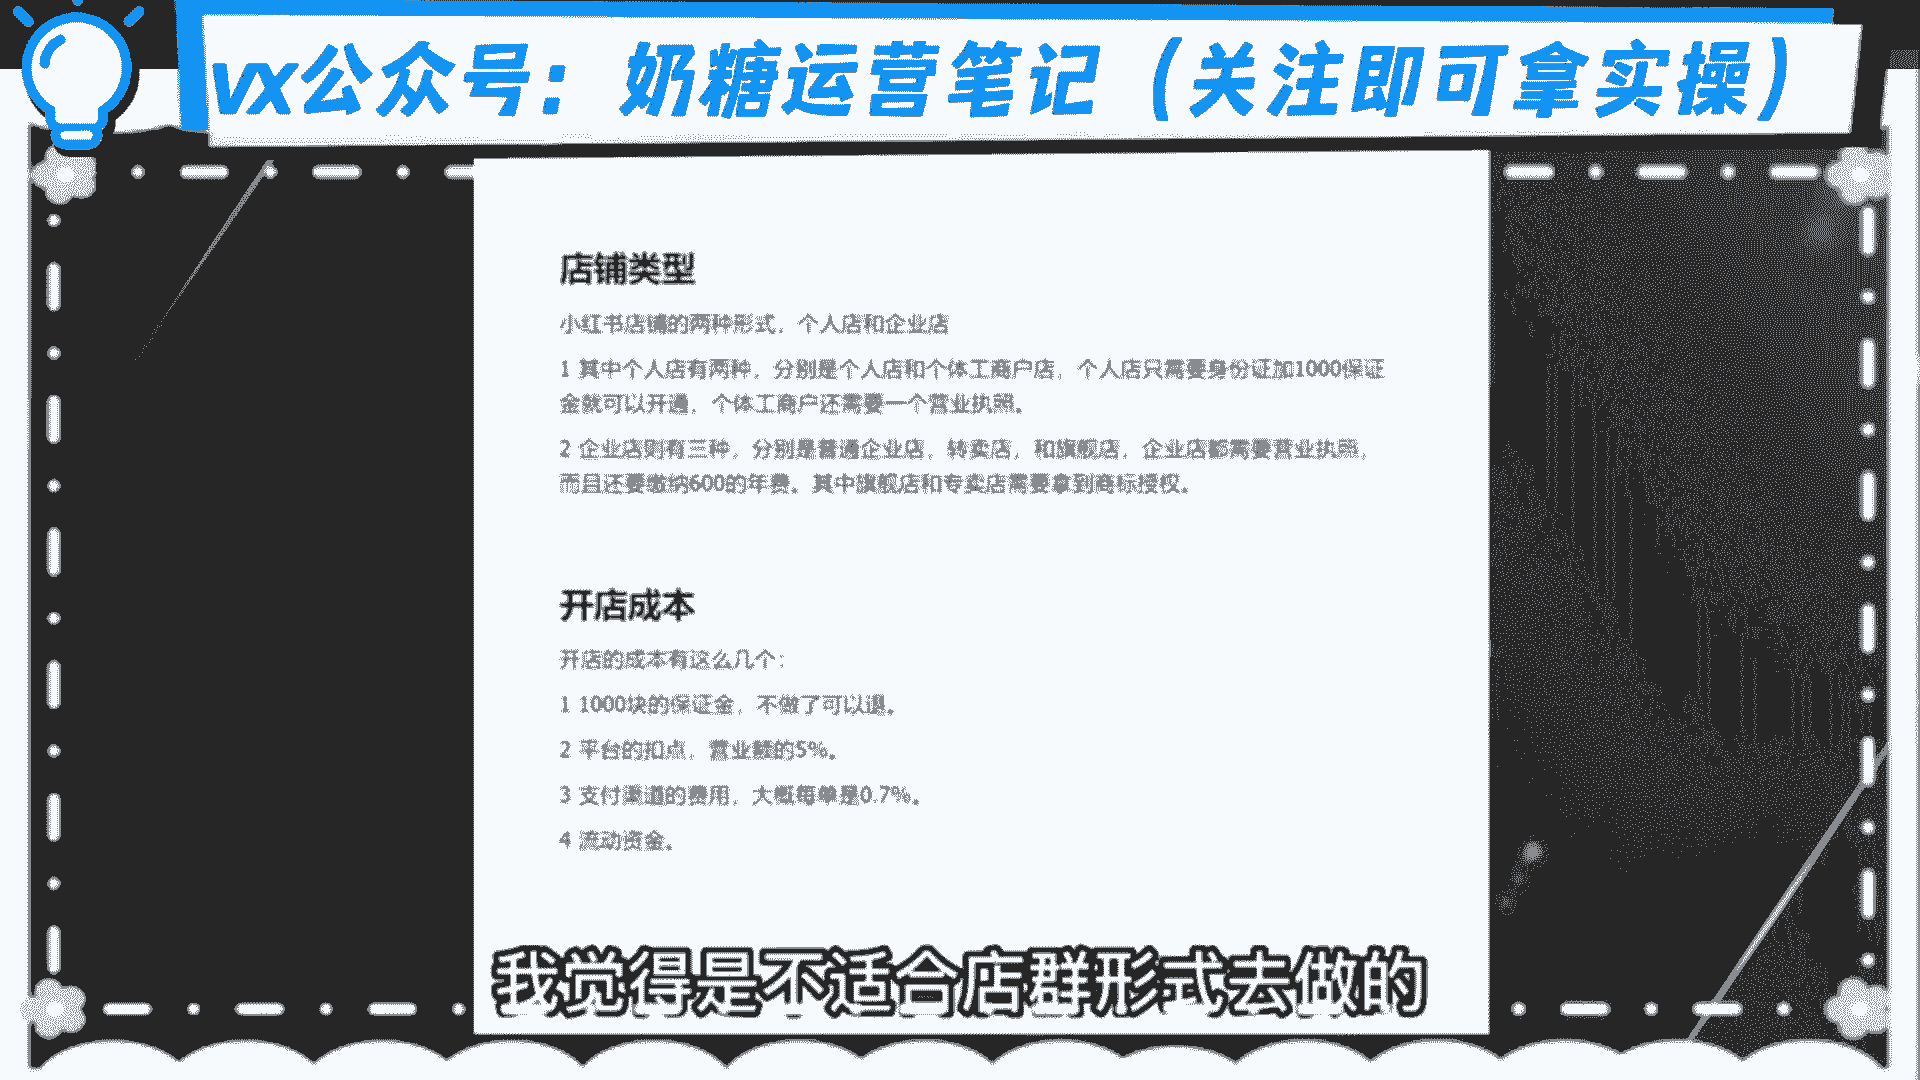 vx公众号：奶糖运营笔记（关注即可拿实操）
店铺类型
小红书店铺的两种形式，个人店和企业店
1 其中个人店有两种，分别是个人店和个体工商户店，个人店只需要身份证加1000保证
金就可以开通，个体工商户还需要一个营业执照。
2 企业店则有三种，分别是普通企业店，转卖店，和旗舰店，企业店都需要营业执照，
而且还要缴纳600的年费。其中旗舰店和专卖店需要拿到商标授权。
开店成本
开店的成本有这么几个：
1 1000块的保证金，不做了可以退。
2 平台的扣点，营业额的5%。
3 支付渠道的费用，大概每单是0.7%。
4 流动资金。
我觉得是不适合店群形式去做的